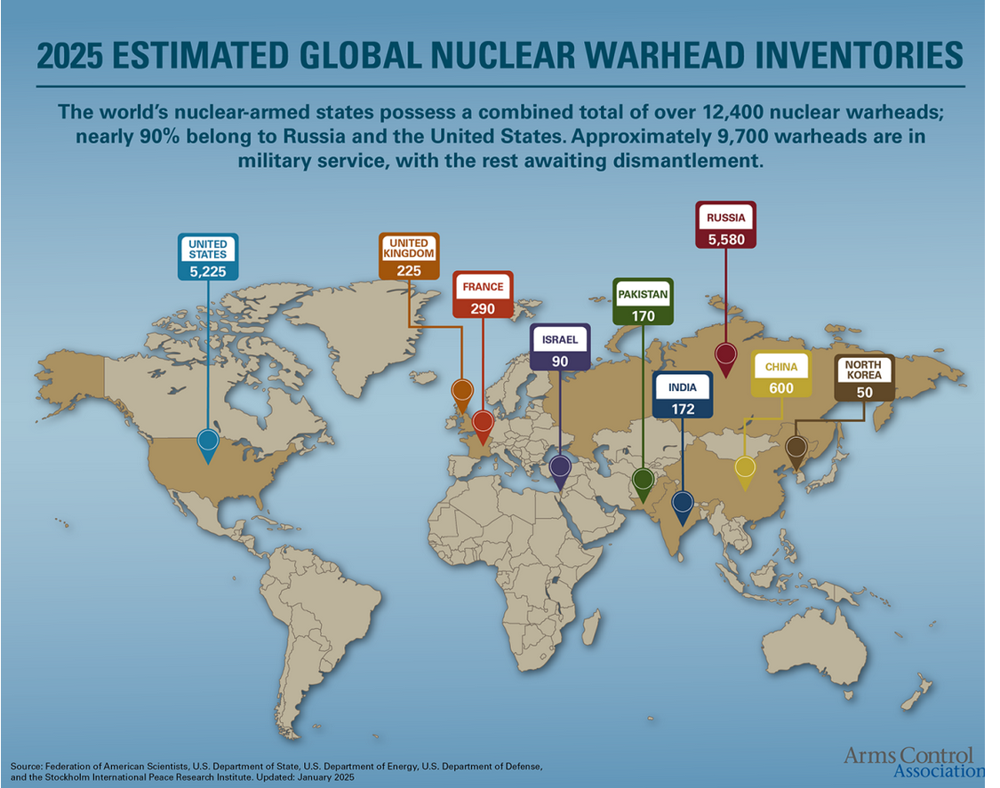 2025 ESTIMATED GLOBAL NUCLEAR WARHEAD INVENTORIES
The world's nuclear-armed states possess a combined total of over 12,400 nuclear warheads;
nearly 90% belong to Russia and the United States. Approximately 9,700 warheads are in
military service, with the rest awaiting dismantlement.
RUSSIA
5,580
UNITED
STATES
5,225
UNITED
KINGDOM
225
FRANCE
290
PAKISTAN
170
ISRAEL
90
CHINA
600
NORTH
KOREA
50
INDIA
172
Source: Federation of American Scientists, U.S. Department of State, U.S. Department of Energy, U.S. Department of Defense,
and the Stockholm International Peace Research Institute. Updated: January 2025
Arms Control
Association